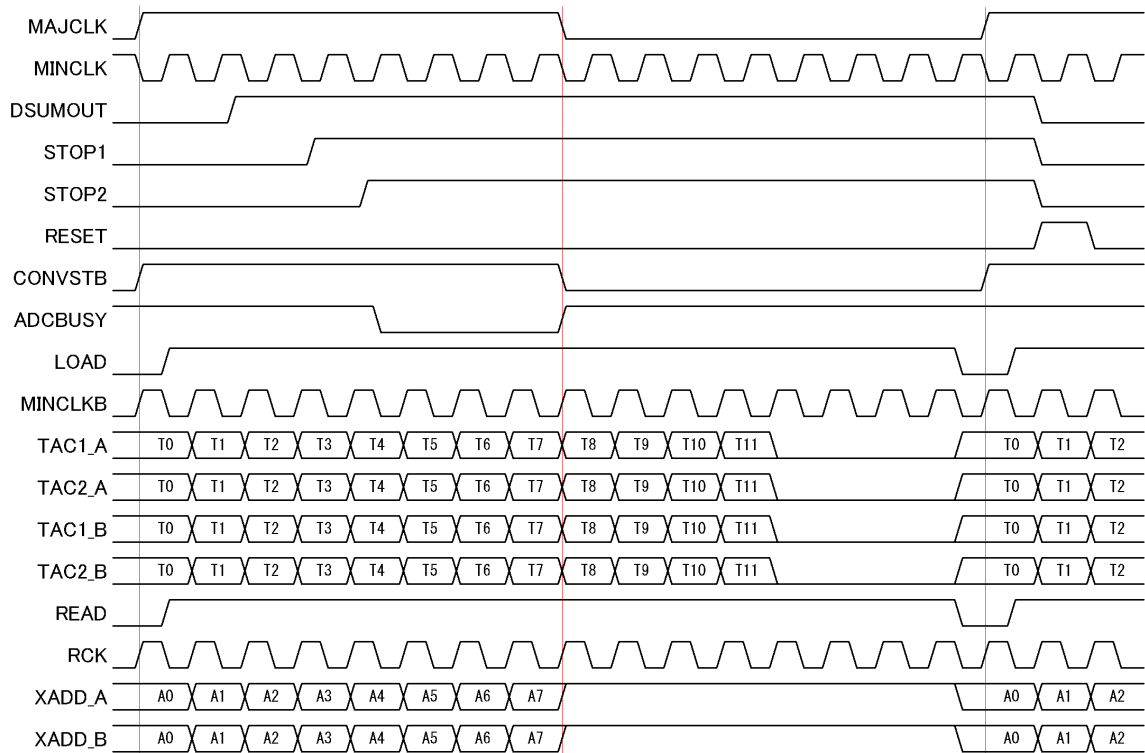 MAJCLK
MINCLK
DSUMOUT
STOP1
STOP2
RESET
CONVSTB
ADCBUSY
LOAD
MINCLKB
TAC1_A T0 T1 T2 T3 T4 T5 T6 T7 T8 T9 T10 T11 T0 T1 T2
TAC2_A T0 T1 T2 T3 T4 T5 T6 T7 T8 T9 T10 T11 T0 T1 T2
TAC1_B T0 T1 T2 T3 T4 T5 T6 T7 T8 T9 T10 T11 T0 T1 T2
TAC2_B T0 T1 T2 T3 T4 T5 T6 T7 T8 T9 T10 T11 T0 T1 T2
READ
RCK
XADD_A A0 A1 A2 A3 A4 A5 A6 A7 A0 A1 A2
XADD_B A0 A1 A2 A3 A4 A5 A6 A7 A0 A1 A2